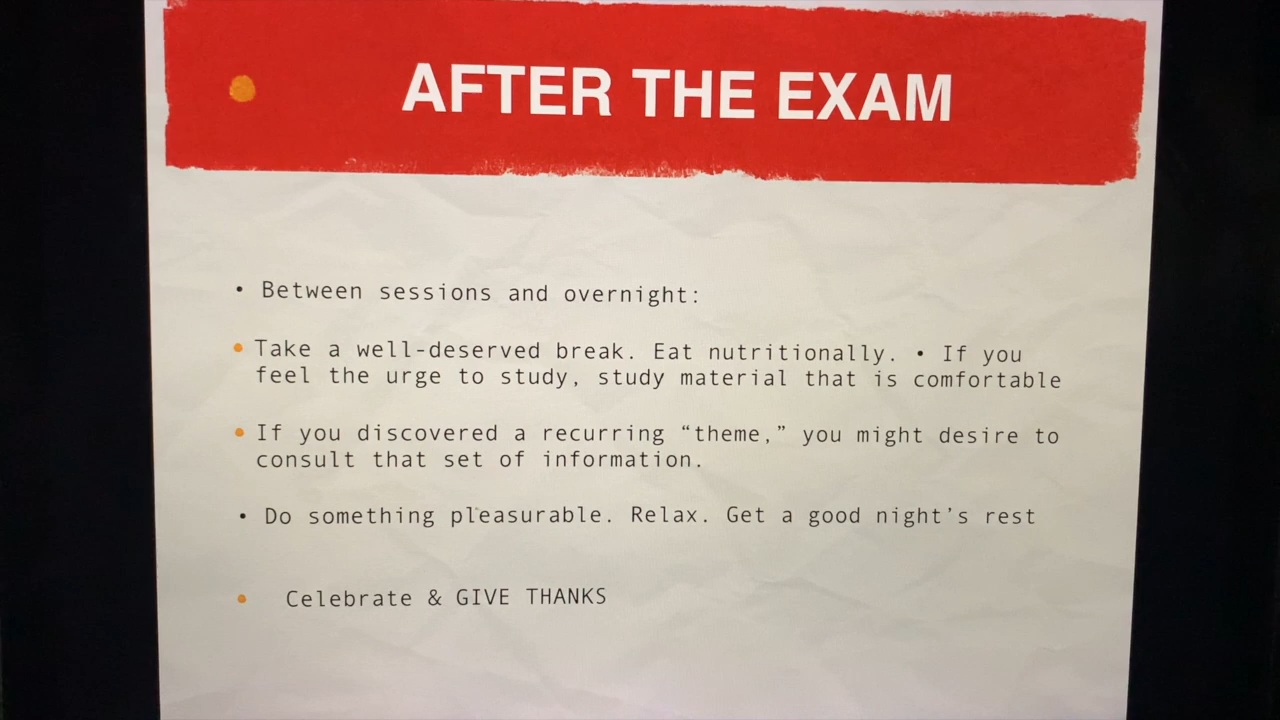 AFTER THE EXAM
• Between sessions and overnight:
• Take a well-deserved break. Eat nutritionally. • If you
feel the urge to study, study material that is comfortable
• If you discovered a recurring “theme,” you might desire to
consult that set of information.
• Do something pleasurable. Relax. Get a good night’s rest
• Celebrate & GIVE THANKS